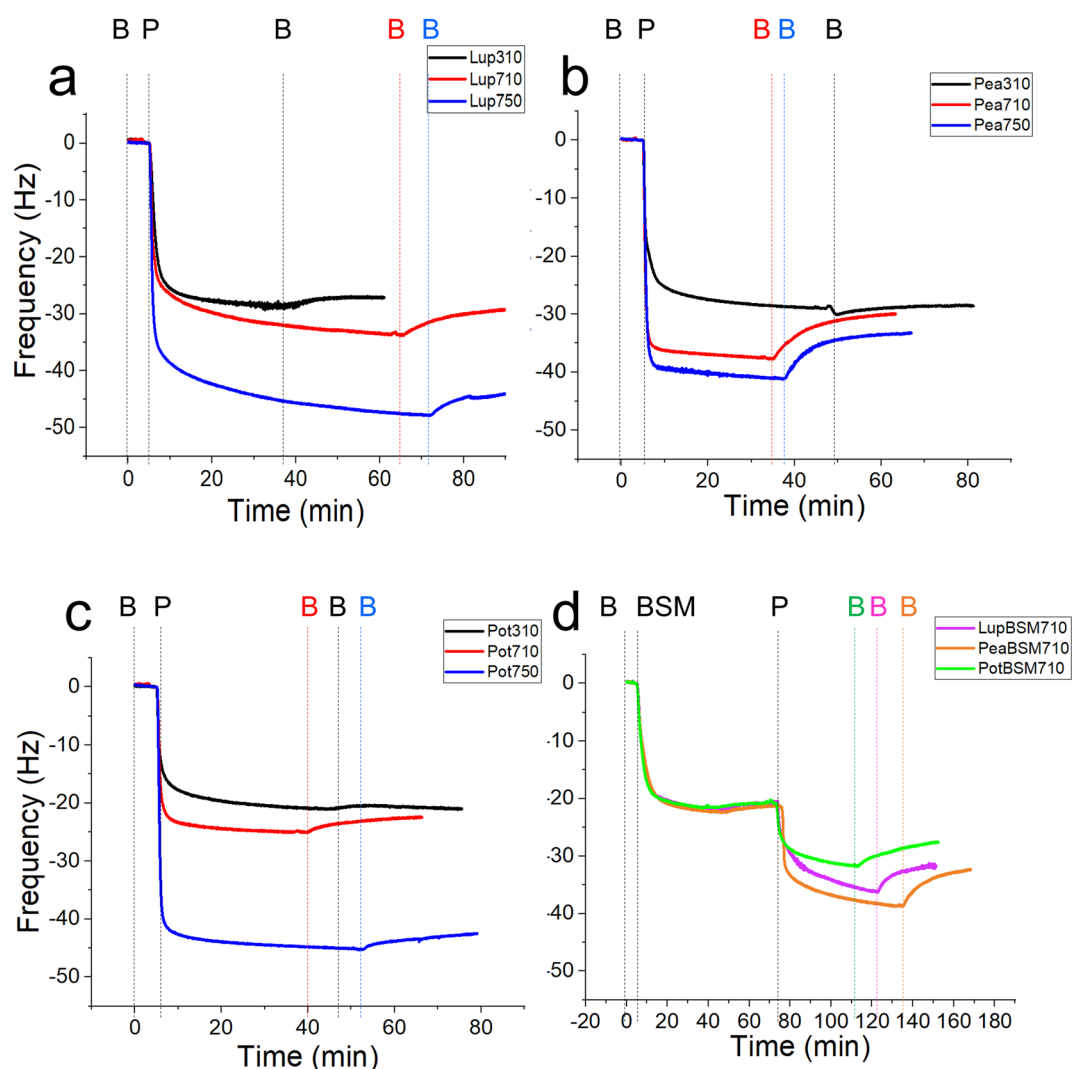 B P B B B
a
Lup310
Lup710
Lup750
0
-10
-20
-30
-40
-50
Frequency (Hz)
0 20 40 60 80
Time (min)
B P B B B
b
Pea310
Pea710
Pea750
0
-10
-20
-30
-40
-50
0 20 40 60 80
Time (min)
B P B B B
c
Pot310
Pot710
Pot750
0
-10
-20
-30
-40
-50
Frequency (Hz)
0 20 40 60 80
Time (min)
B BSM P B B B
d
LupBSM710
PeaBSM710
PotBSM710
0
-10
-20
-30
-40
-50
-20 0 20 40 60 80 100 120 140 160 180
Time (min)